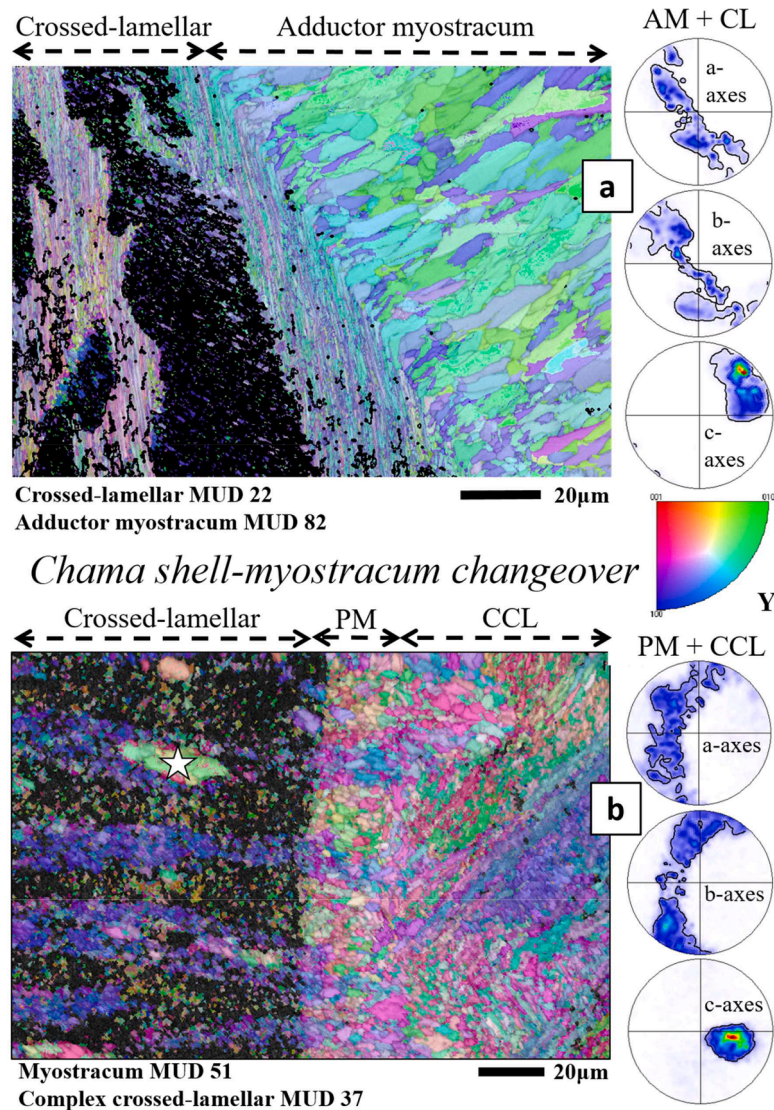 Crossed-lamellar Adductor myostracum
AM + CL
a-
axes
a
b-
axes
c-
axes
Crossed-lamellar MUD 22
Adductor myostracum MUD 82
20μm
001 010
100 Y
Chama shell-myostracum changeover
Crossed-lamellar PM CCL
PM + CCL
a-axes
b
b-axes
c-axes
Myostracum MUD 51
Complex crossed-lamellar MUD 37
20μm